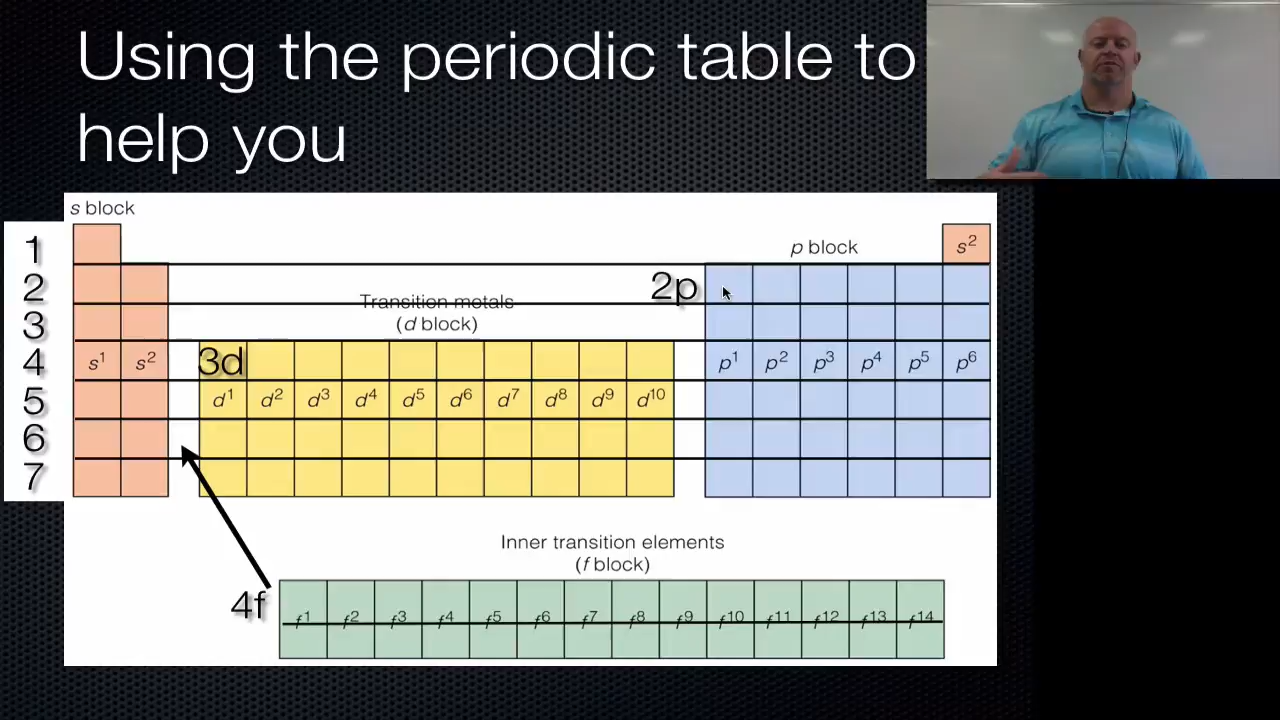 Using the periodic table to
help you
s block
1
p block
s²
2
2p
Transition metals
3
(d block)
4
s¹ s² 3d p¹ p² p³ p⁴ p⁵ p⁶
5
d¹ d² d³ d⁴ d⁵ d⁶ d⁷ d⁸ d⁹ d¹⁰
6
7
Inner transition elements
(f block)
4f
f¹ f² f³ f⁴ f⁵ f⁶ f⁷ f⁸ f⁹ f¹⁰ f¹¹ f¹² f¹³ f¹⁴